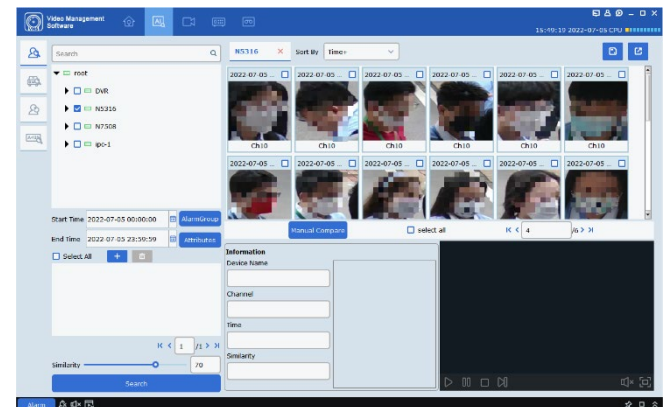 Video Management
Software
15:49:19 2022-07-05 CPU
Search
N5316 × Sort By Time↓
root
DVR
N5316
N7508
ipc-1
2022-07-05 ... 2022-07-05 ... 2022-07-05 ... 2022-07-05 ... 2022-07-05 ... 2022-07-05 ...
Ch10 Ch10 Ch10 Ch10 Ch10 Ch10
2022-07-05 ... 2022-07-05 ... 2022-07-05 ... 2022-07-05 ... 2022-07-05 ... 2022-07-05 ...
Start Time 2022-07-05 00:00:00 AlarmGroup
End Time 2022-07-05 23:59:59 Attributes
Manual Compare select all 4 /6
Select All +
Information
Device Name
Channel
Time
Similarity
1 /1
Similarity 70
Search
Alarm